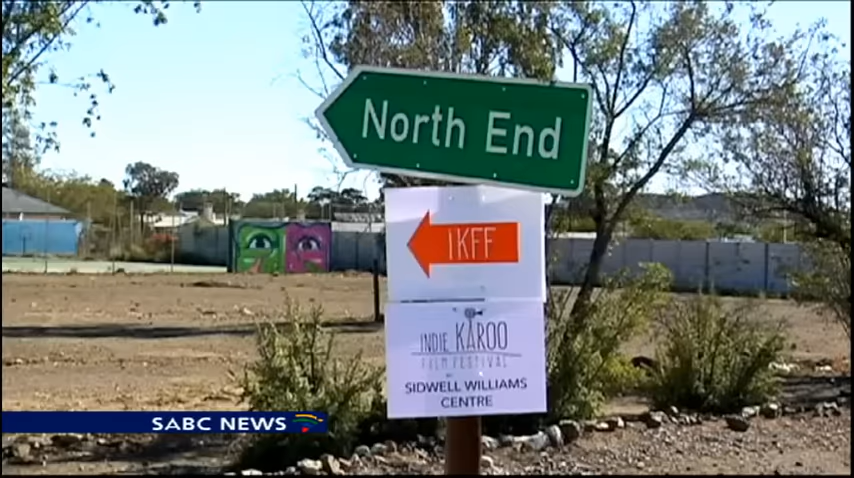 North End
IKFF
INDIE KAROO
FILM FESTIVAL
SIDWELL WILLIAMS
CENTRE
SABC NEWS